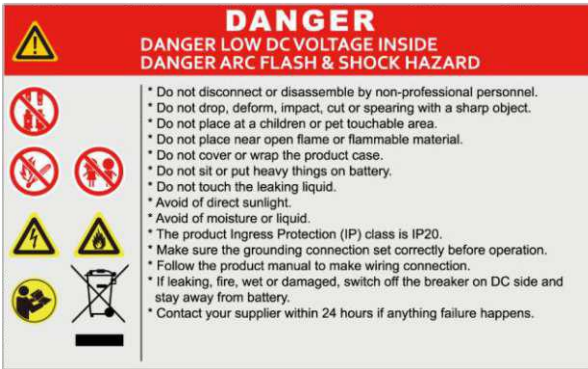 DANGER
DANGER LOW DC VOLTAGE INSIDE
DANGER ARC FLASH & SHOCK HAZARD
* Do not disconnect or disassemble by non-professional personnel.
* Do not drop, deform, impact, cut or spearing with a sharp object.
* Do not place at a children or pet touchable area.
* Do not place near open flame or flammable material.
* Do not cover or wrap the product case.
* Do not sit or put heavy things on battery.
* Do not touch the leaking liquid.
* Avoid of direct sunlight.
* Avoid of moisture or liquid.
* The product Ingress Protection (IP) class is IP20.
* Make sure the grounding connection set correctly before operation.
* Follow the product manual to make wiring connection.
* If leaking, fire, wet or damaged, switch off the breaker on DC side and
stay away from battery.
* Contact your supplier within 24 hours if anything failure happens.